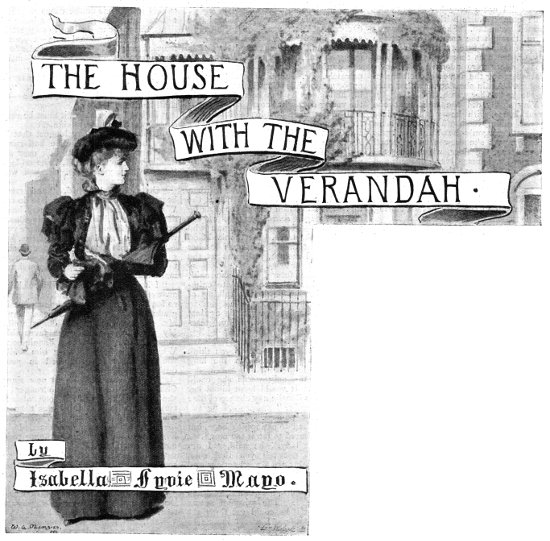 THE HOUSE
WITH THE
VERANDAH.
by
Isabella Fyvie Mayo.